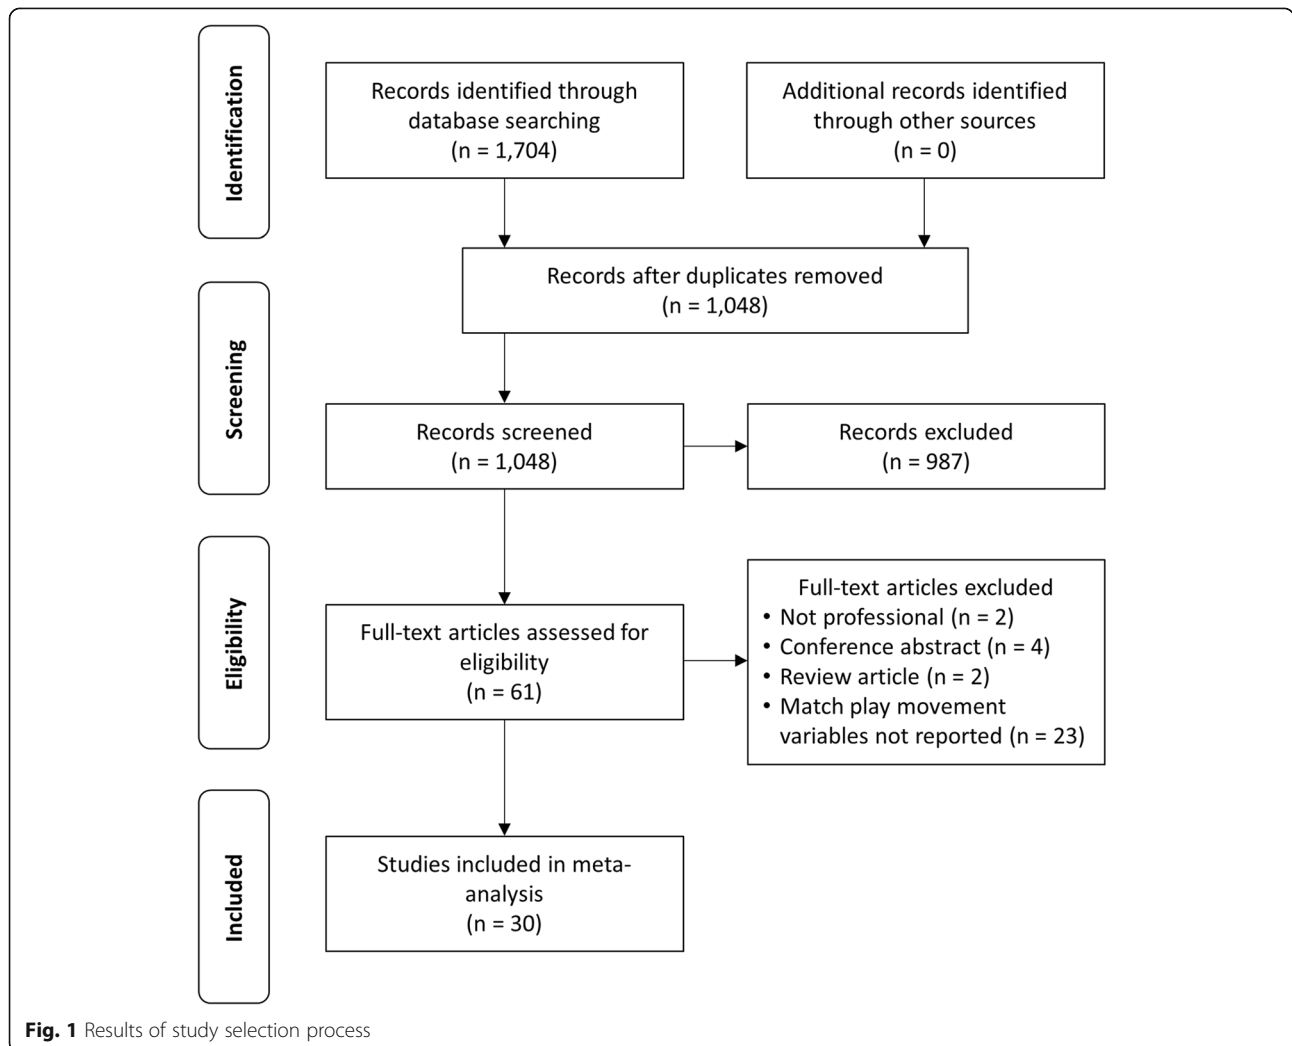 Identification
Records identified through
database searching
(n = 1,704)
Additional records identified
through other sources
(n = 0)
Records after duplicates removed
(n = 1,048)
Screening
Records screened
(n = 1,048)
Records excluded
(n = 987)
Eligibility
Full-text articles assessed for
eligibility
(n = 61)
Full-text articles excluded
• Not professional (n = 2)
• Conference abstract (n = 4)
• Review article (n = 2)
• Match play movement
variables not reported (n = 23)
Included
Studies included in meta-
analysis
(n = 30)
Fig. 1 Results of study selection process